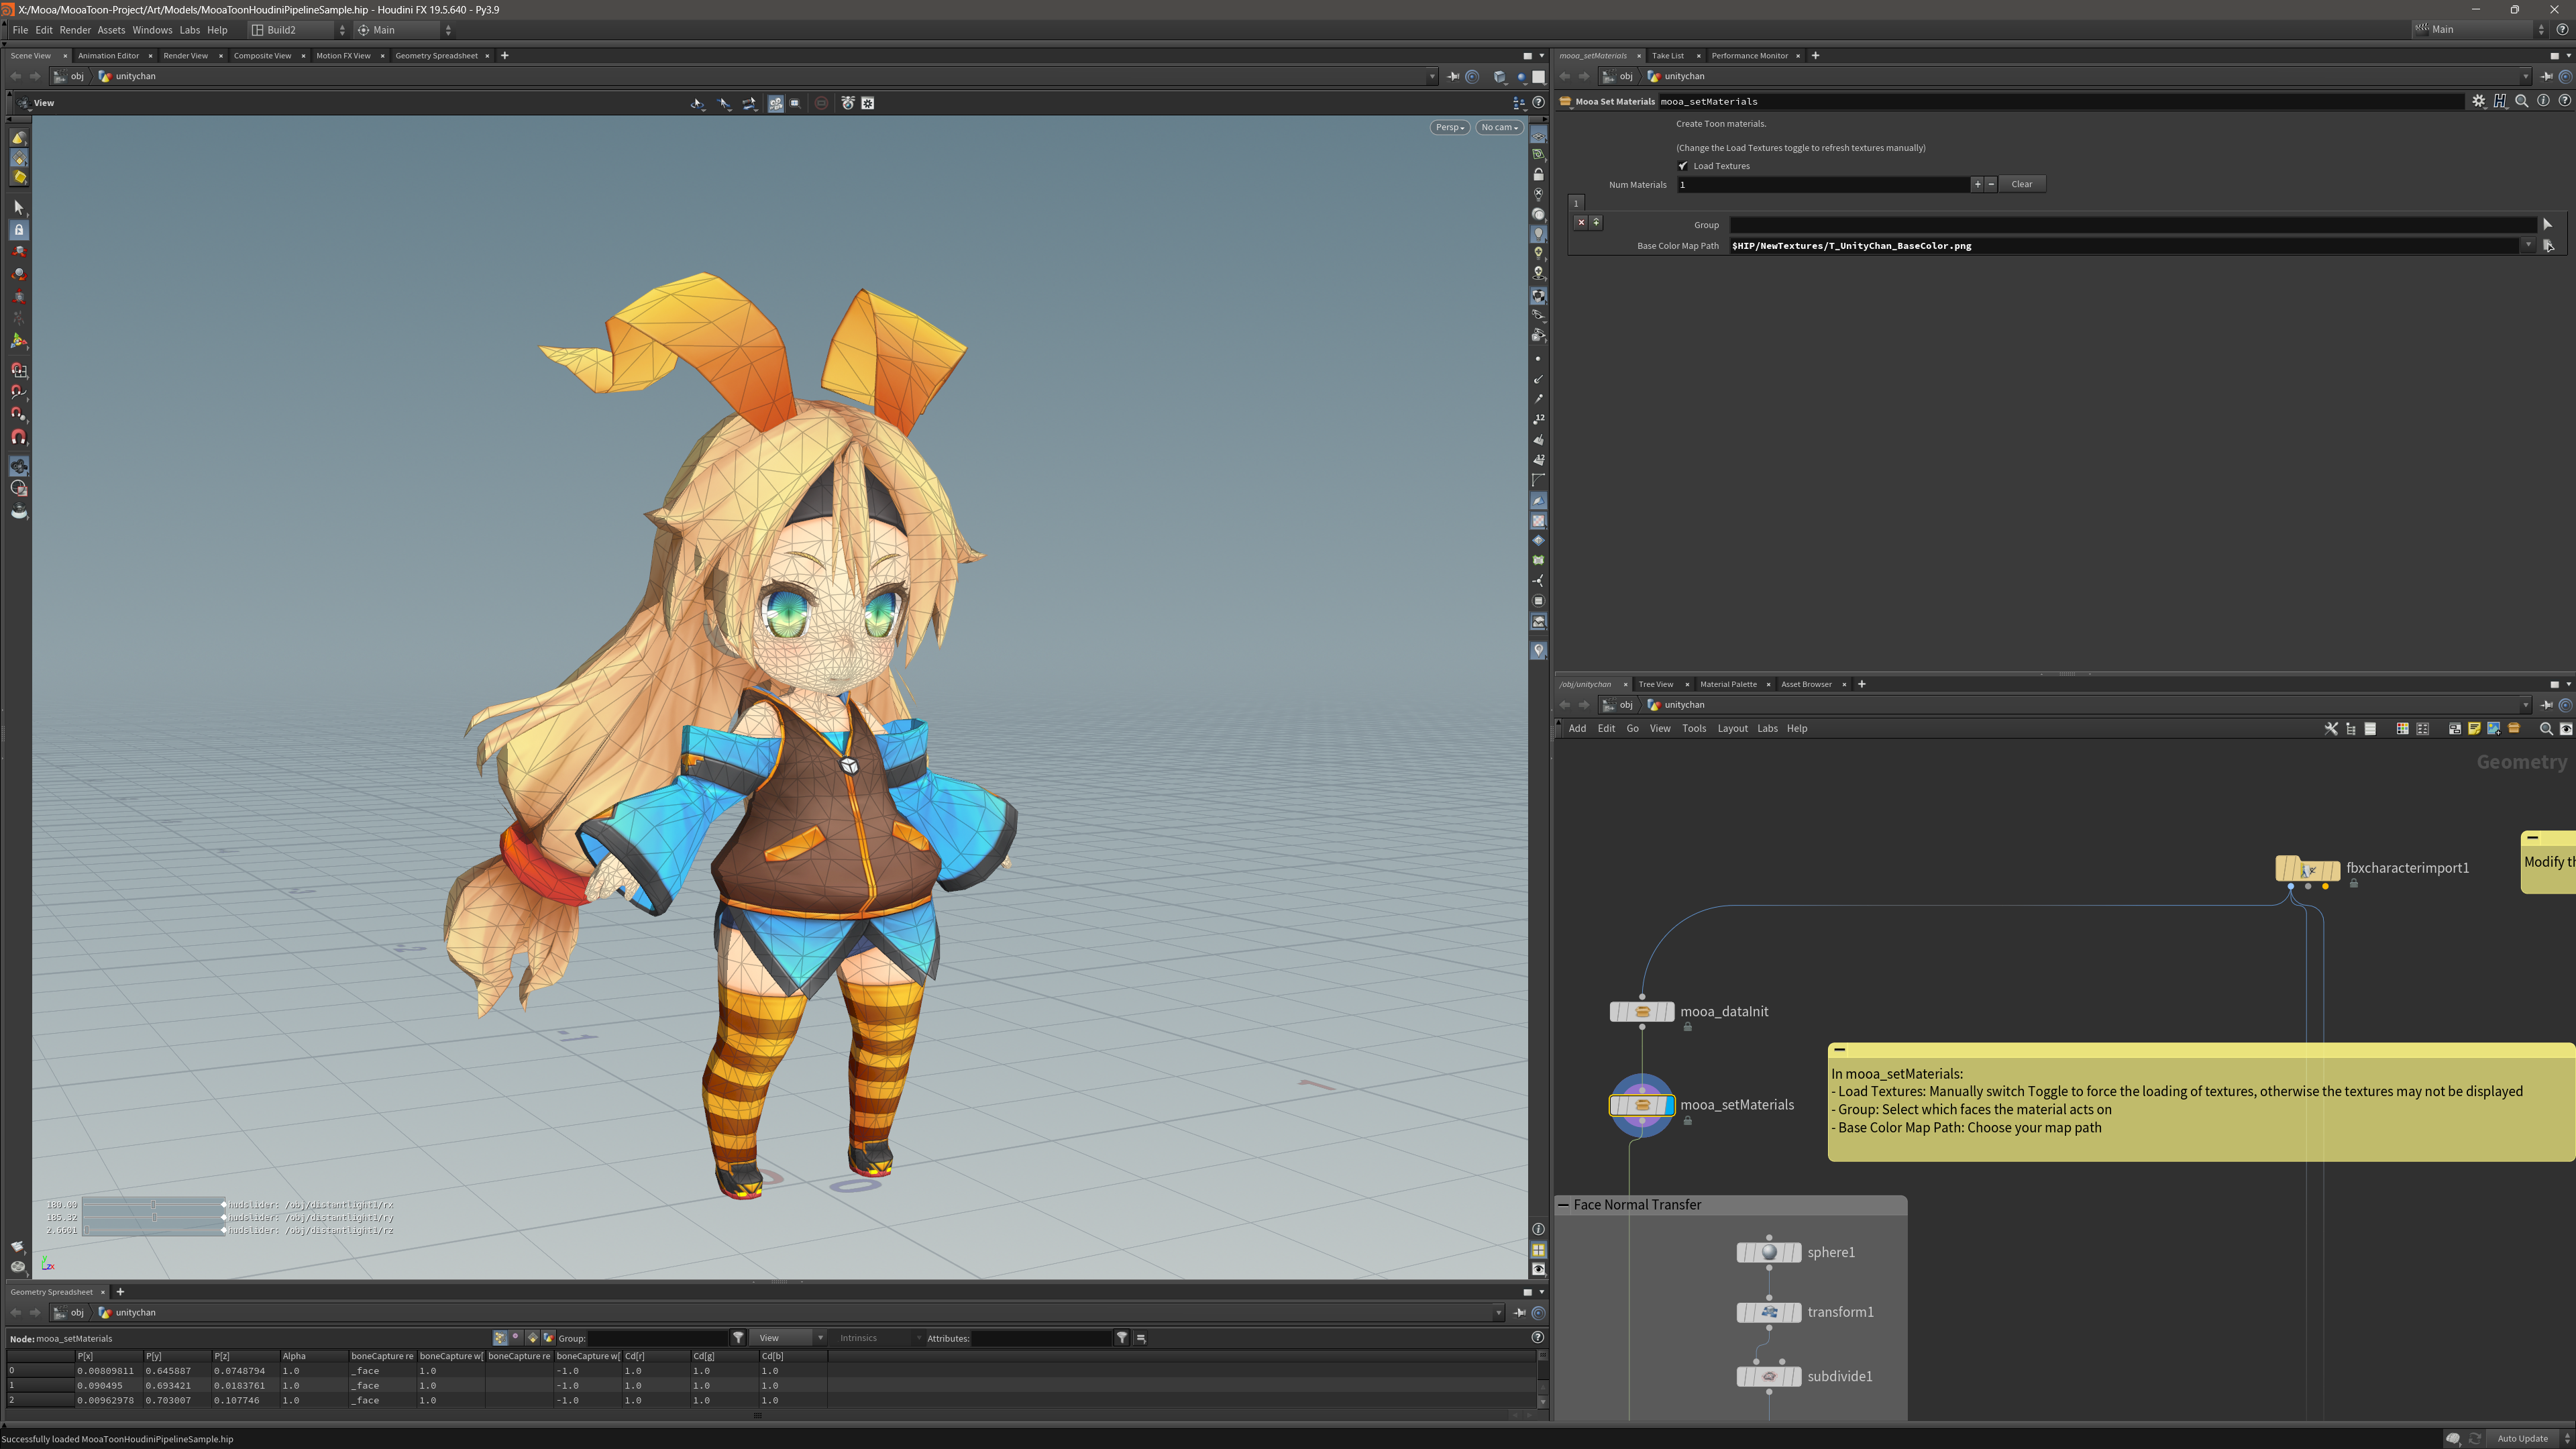 X:/Mooa/MooaToon-Project/Art/Models/MooaToonHoudiniPipelineSample.hip - Houdini FX 19.5.640 - Py3.9
File Edit Render Assets Windows Labs Help Build2 Main Main
Scene View Animation Editor Render View Composite View Motion FX View Geometry Spreadsheet
obj unitychan
View
Persp No cam
12
12
180.00 hudslider: /obj/distantlight1/rx
185.32 hudslider: /obj/distantlight1/ry
2.6601 hudslider: /obj/distantlight1/rz
Geometry Spreadsheet
obj unitychan
Node: mooa_setMaterials Group: View Intrinsics Attributes:
P[x] P[y] P[z] Alpha boneCapture re boneCapture w[ boneCapture re boneCapture w[ Cd[r] Cd[g] Cd[b]
0 0.00809811 0.645887 0.0748794 1.0 _face 1.0 -1.0 1.0 1.0 1.0
1 0.090495 0.693421 0.0183761 1.0 _face 1.0 -1.0 1.0 1.0 1.0
2 0.00962978 0.703007 0.107746 1.0 _face 1.0 -1.0 1.0 1.0 1.0
Successfully loaded MooaToonHoudiniPipelineSample.hip
mooa_setMaterials Take List Performance Monitor
obj unitychan
Mooa Set Materials mooa_setMaterials
Create Toon materials.
(Change the Load Textures toggle to refresh textures manually)
Load Textures
Num Materials 1 Clear
1
Group
Base Color Map Path $HIP/NewTextures/T_UnityChan_BaseColor.png
/obj/unitychan Tree View Material Palette Asset Browser
obj unitychan
Add Edit Go View Tools Layout Labs Help
Geometry
fbxcharacterimport1
Modify th
mooa_dataInit
mooa_setMaterials
In mooa_setMaterials:
- Load Textures: Manually switch Toggle to force the loading of textures, otherwise the textures may not be displayed
- Group: Select which faces the material acts on
- Base Color Map Path: Choose your map path
Face Normal Transfer
sphere1
transform1
subdivide1
Auto Update